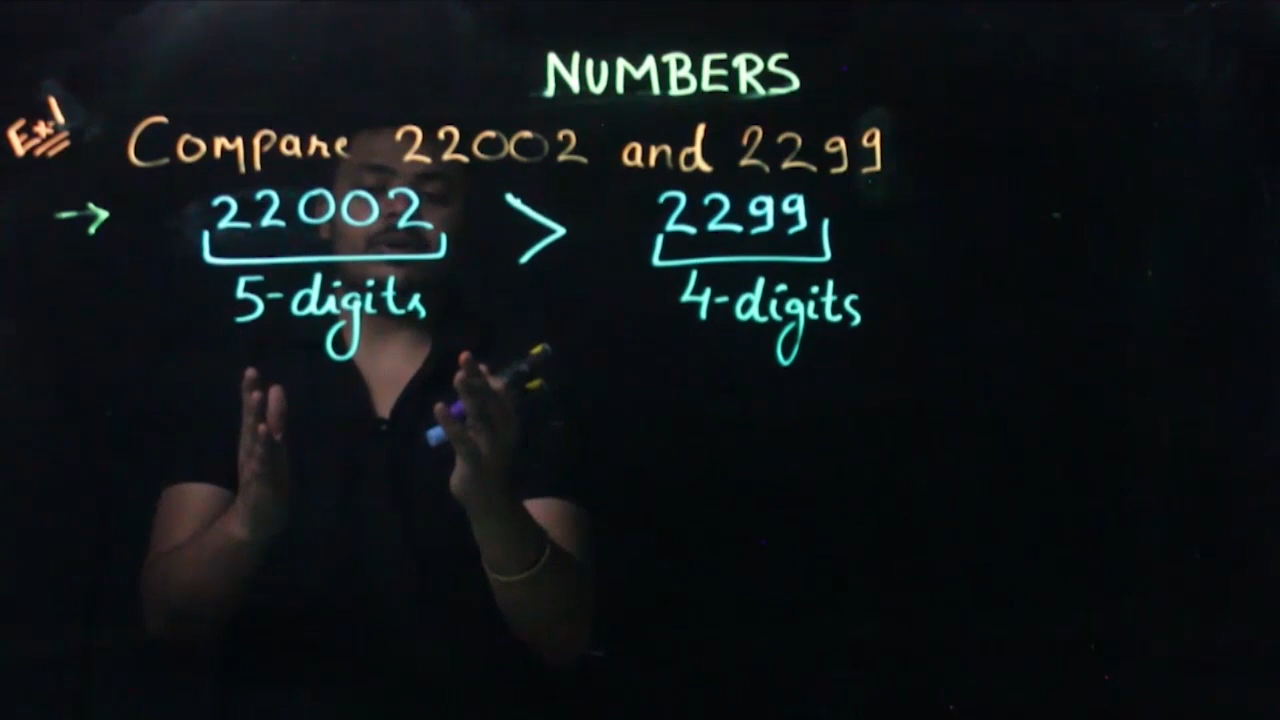 NUMBERS
Ex:1 Compare 22002 and 2299
→ 22002 > 2299
5-digits 4-digits